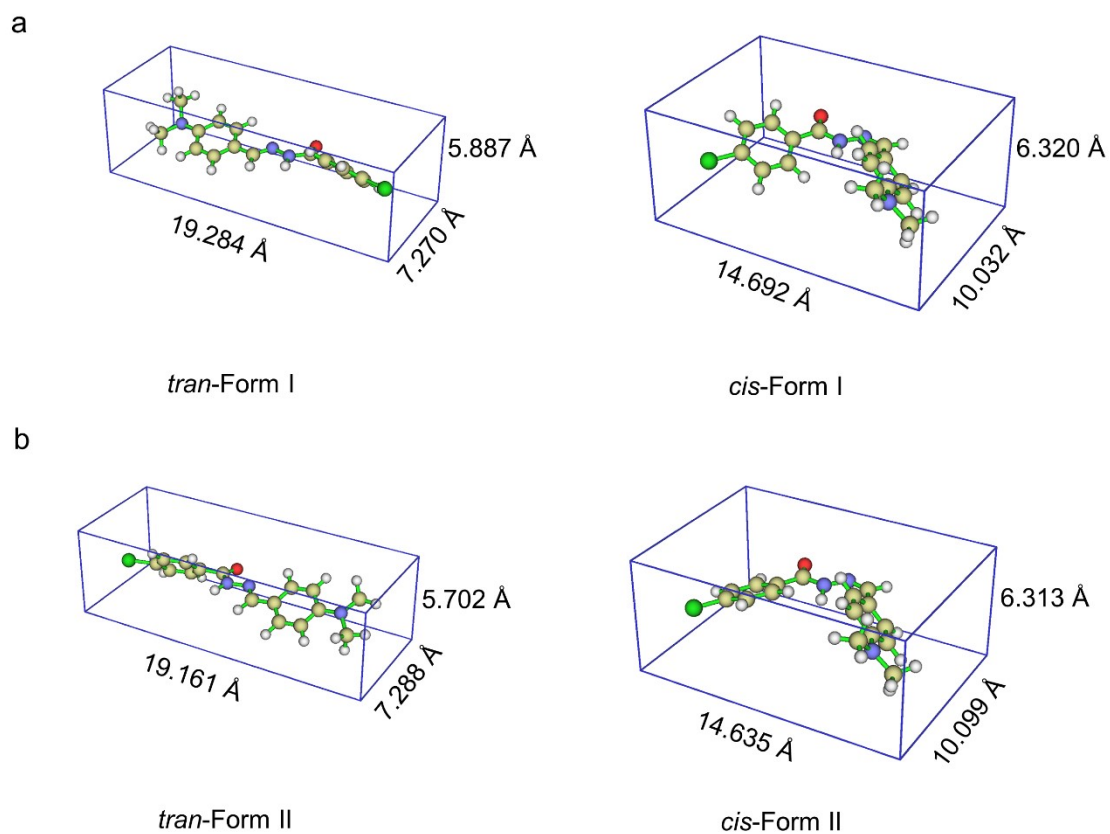 a
5.887 Å
19.284 Å
7.270 Å
tran-Form I
6.320 Å
14.692 Å
10.032 Å
cis-Form I
b
5.702 Å
19.161 Å
7.288 Å
tran-Form II
6.313 Å
14.635 Å
10.099 Å
cis-Form II